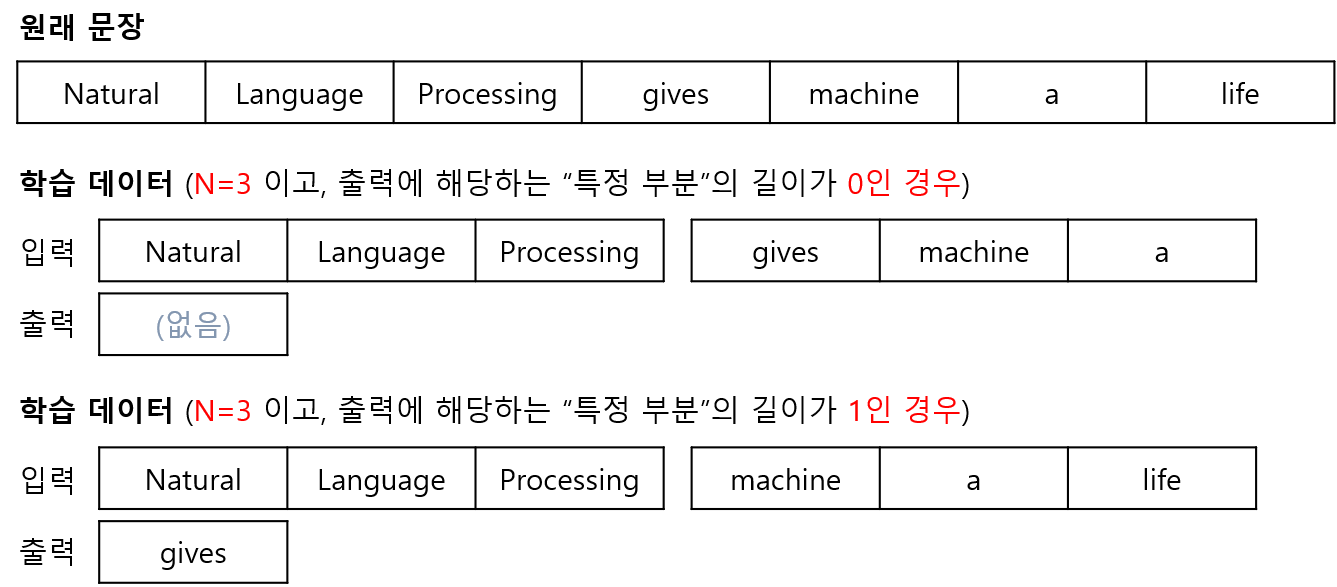 원래 문장
Natural Language Processing gives machine a life
학습 데이터 (N=3 이고, 출력에 해당하는 “특정 부분”의 길이가 0인 경우)
입력 Natural Language Processing gives machine a
출력 (없음)
학습 데이터 (N=3 이고, 출력에 해당하는 “특정 부분”의 길이가 1인 경우)
입력 Natural Language Processing machine a life
출력 gives